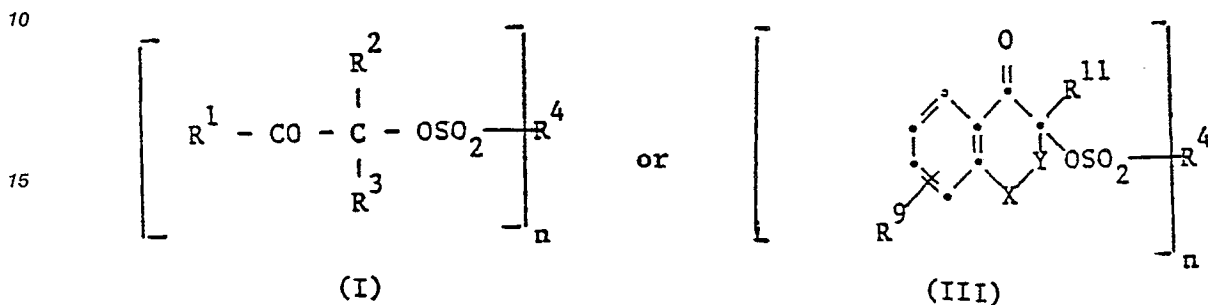 10
[ R¹ – CO – C(R²)(R³) – OSO₂ ]n R⁴
or
[ O R¹¹ Y OSO₂ X R⁹ ]n R⁴
15
(I)
(III)